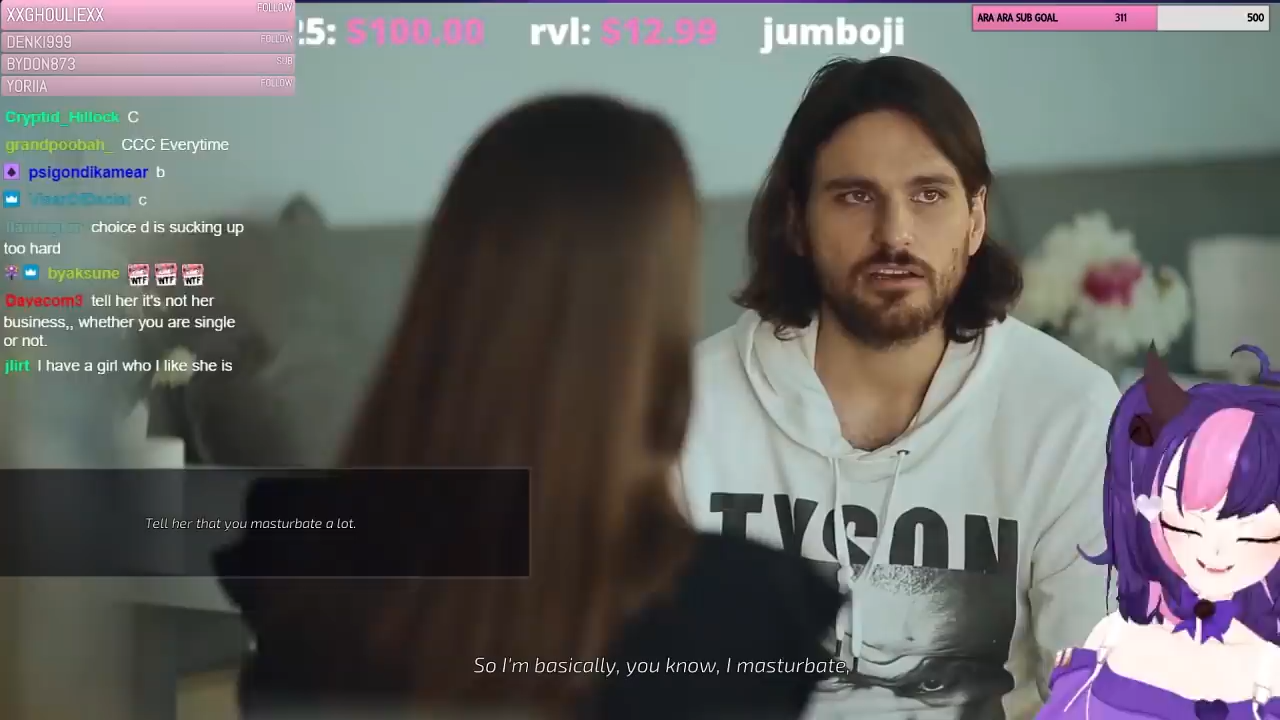 XXGHOULIEXX FOLLOW
DENKI999 FOLLOW
BYDON873 SUB
YORIIA FOLLOW
25: $100.00 rvl: $12.99 jumboji
ARA ARA SUB GOAL 311 500
Cryptid_Hillock C
grandpoobah_ CCC Everytime
psigondikamear b
c
choice d is sucking up
too hard
byaksune WTF WTF WTF
Davecom3 tell her it's not her
business,, whether you are single
or not.
jlirt I have a girl who I like she is
TYSON
Tell her that you masturbate a lot.
So I'm basically, you know, I masturbate,